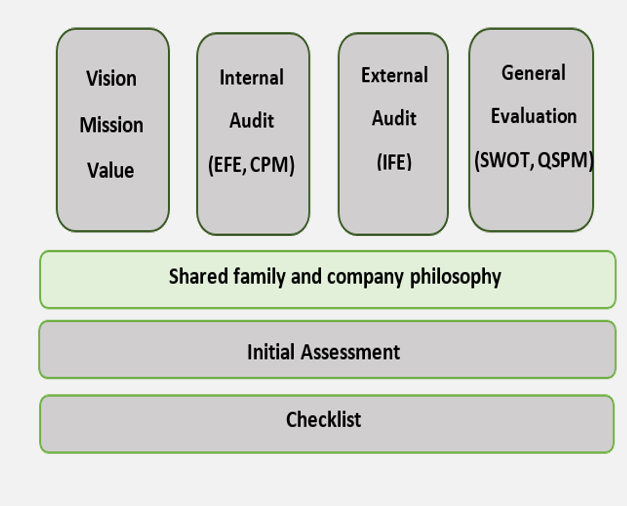 Vision
Mission
Value
Internal
Audit
(EFE, CPM)
External
Audit
(IFE)
General
Evaluation
(SWOT, QSPM)
Shared family and company philosophy
Initial Assessment
Checklist